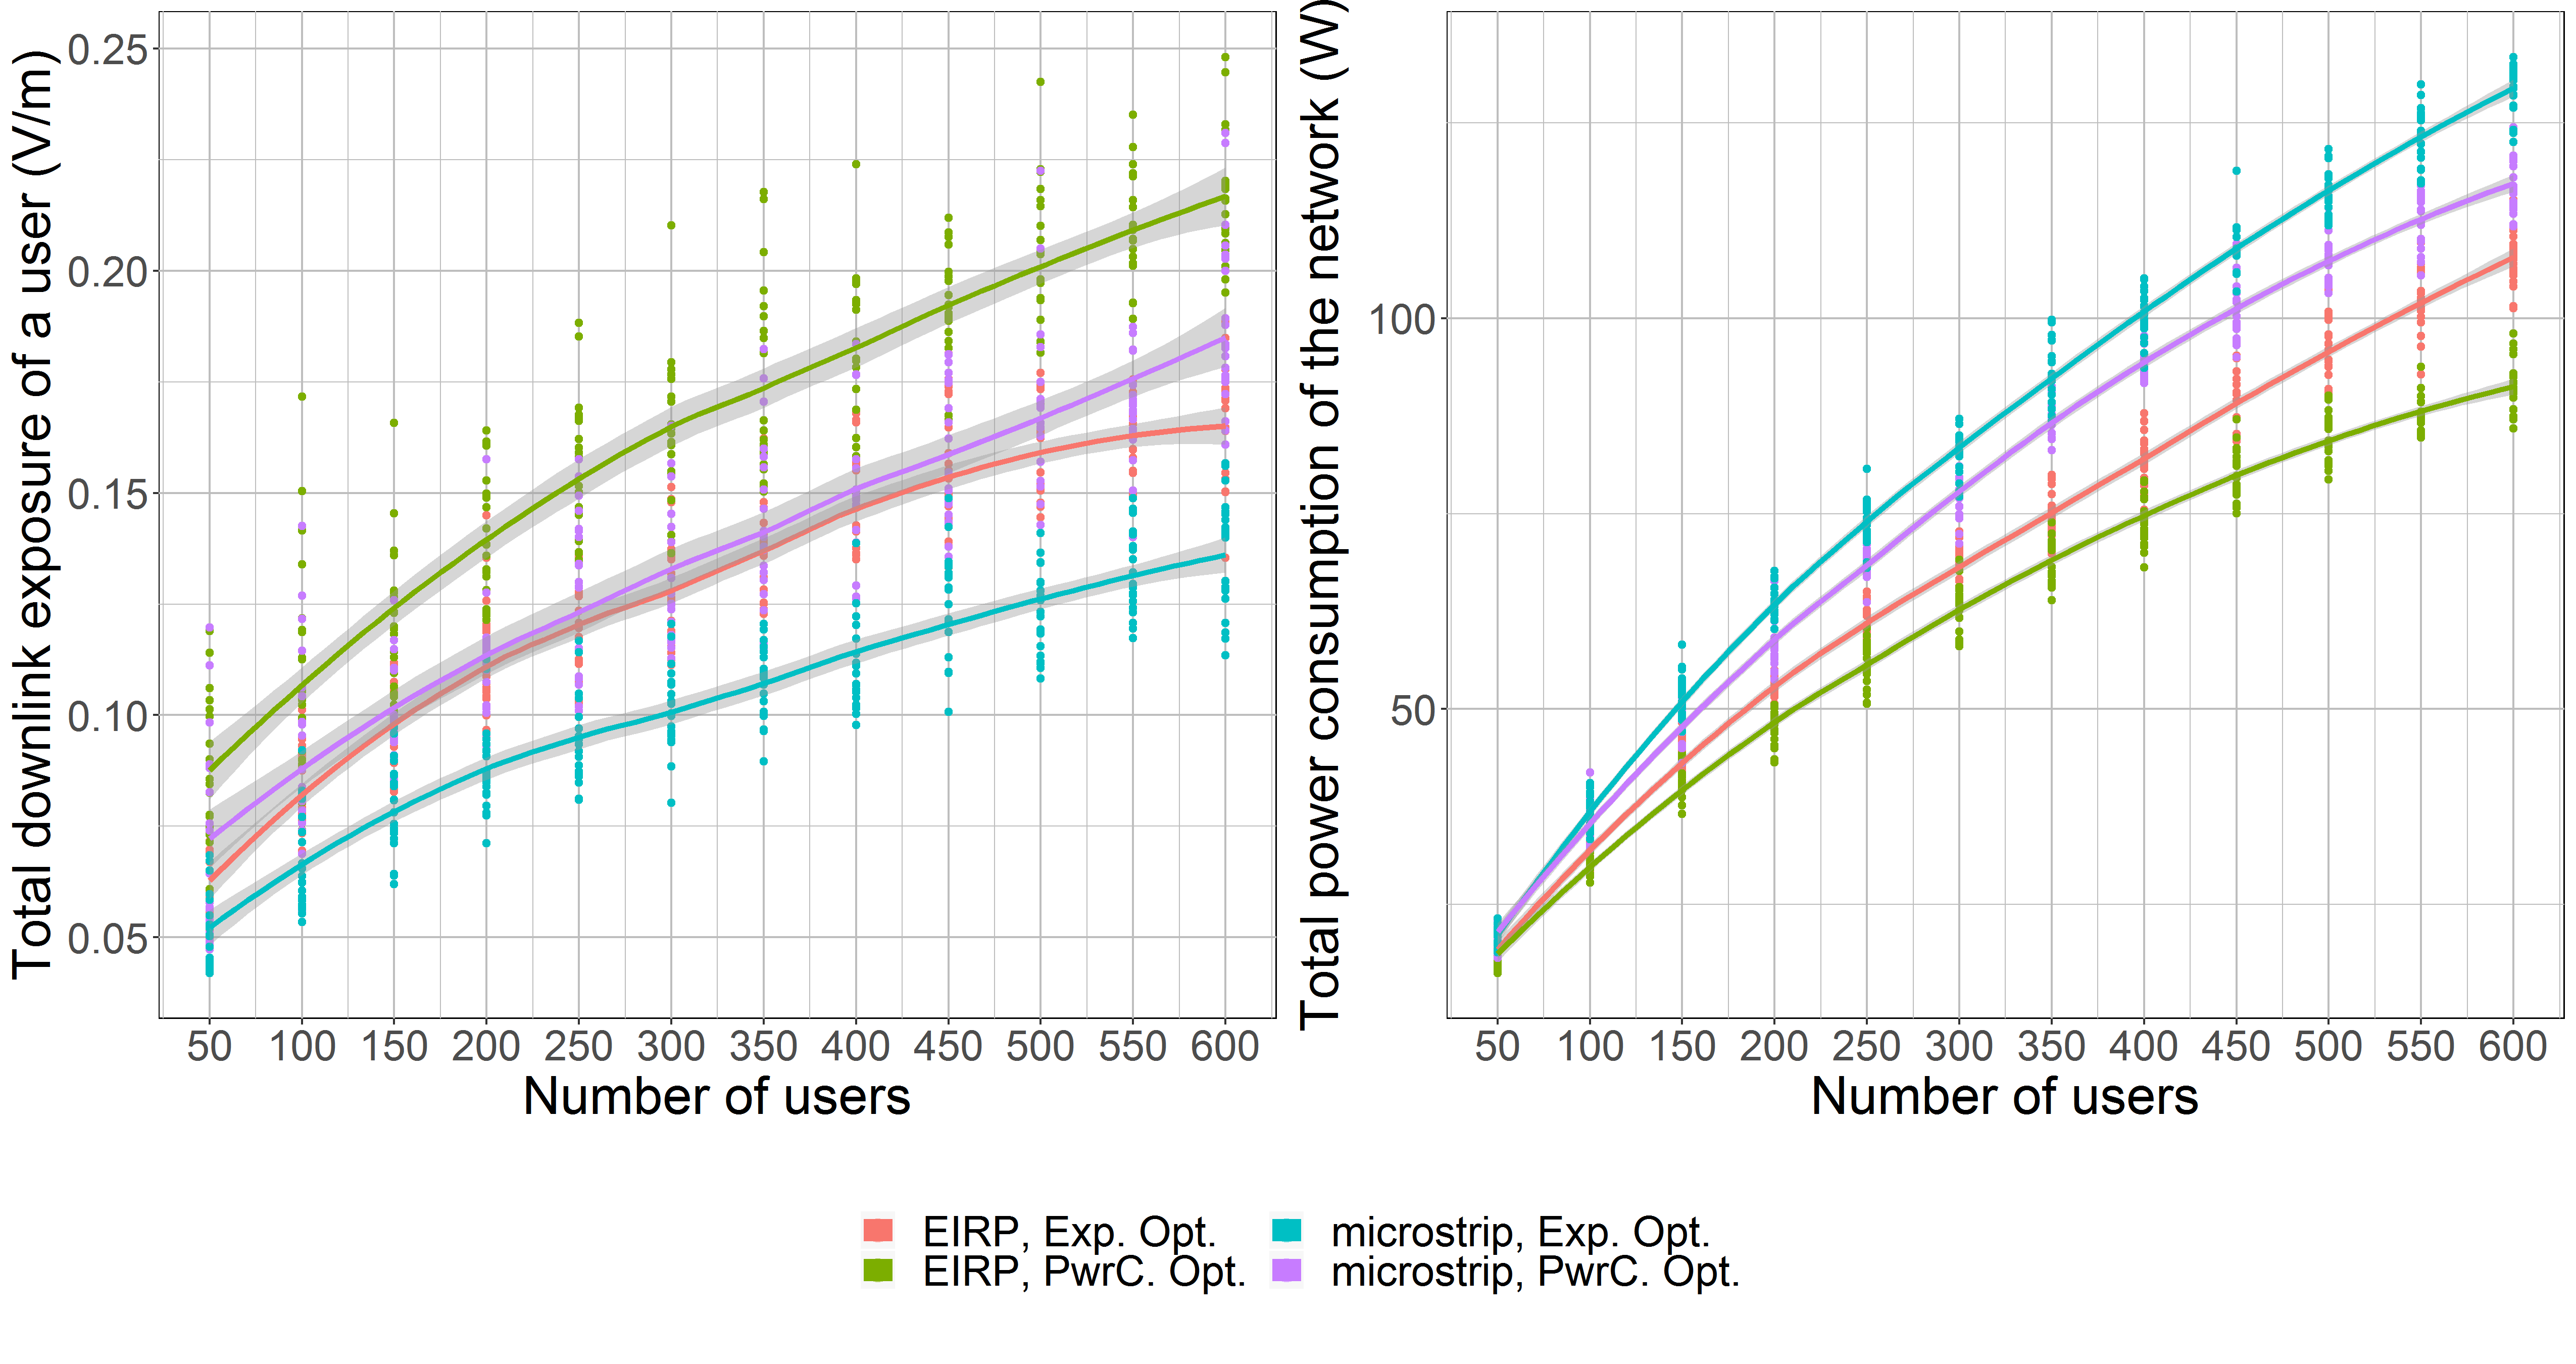 Total downlink exposure of a user (V/m)
0.25
0.20
0.15
0.10
0.05
50 100 150 200 250 300 350 400 450 500 550 600
Number of users
Total power consumption of the network (W)
100
50
50 100 150 200 250 300 350 400 450 500 550 600
Number of users
EIRP, Exp. Opt.
microstrip, Exp. Opt.
EIRP, PwrC. Opt.
microstrip, PwrC. Opt.